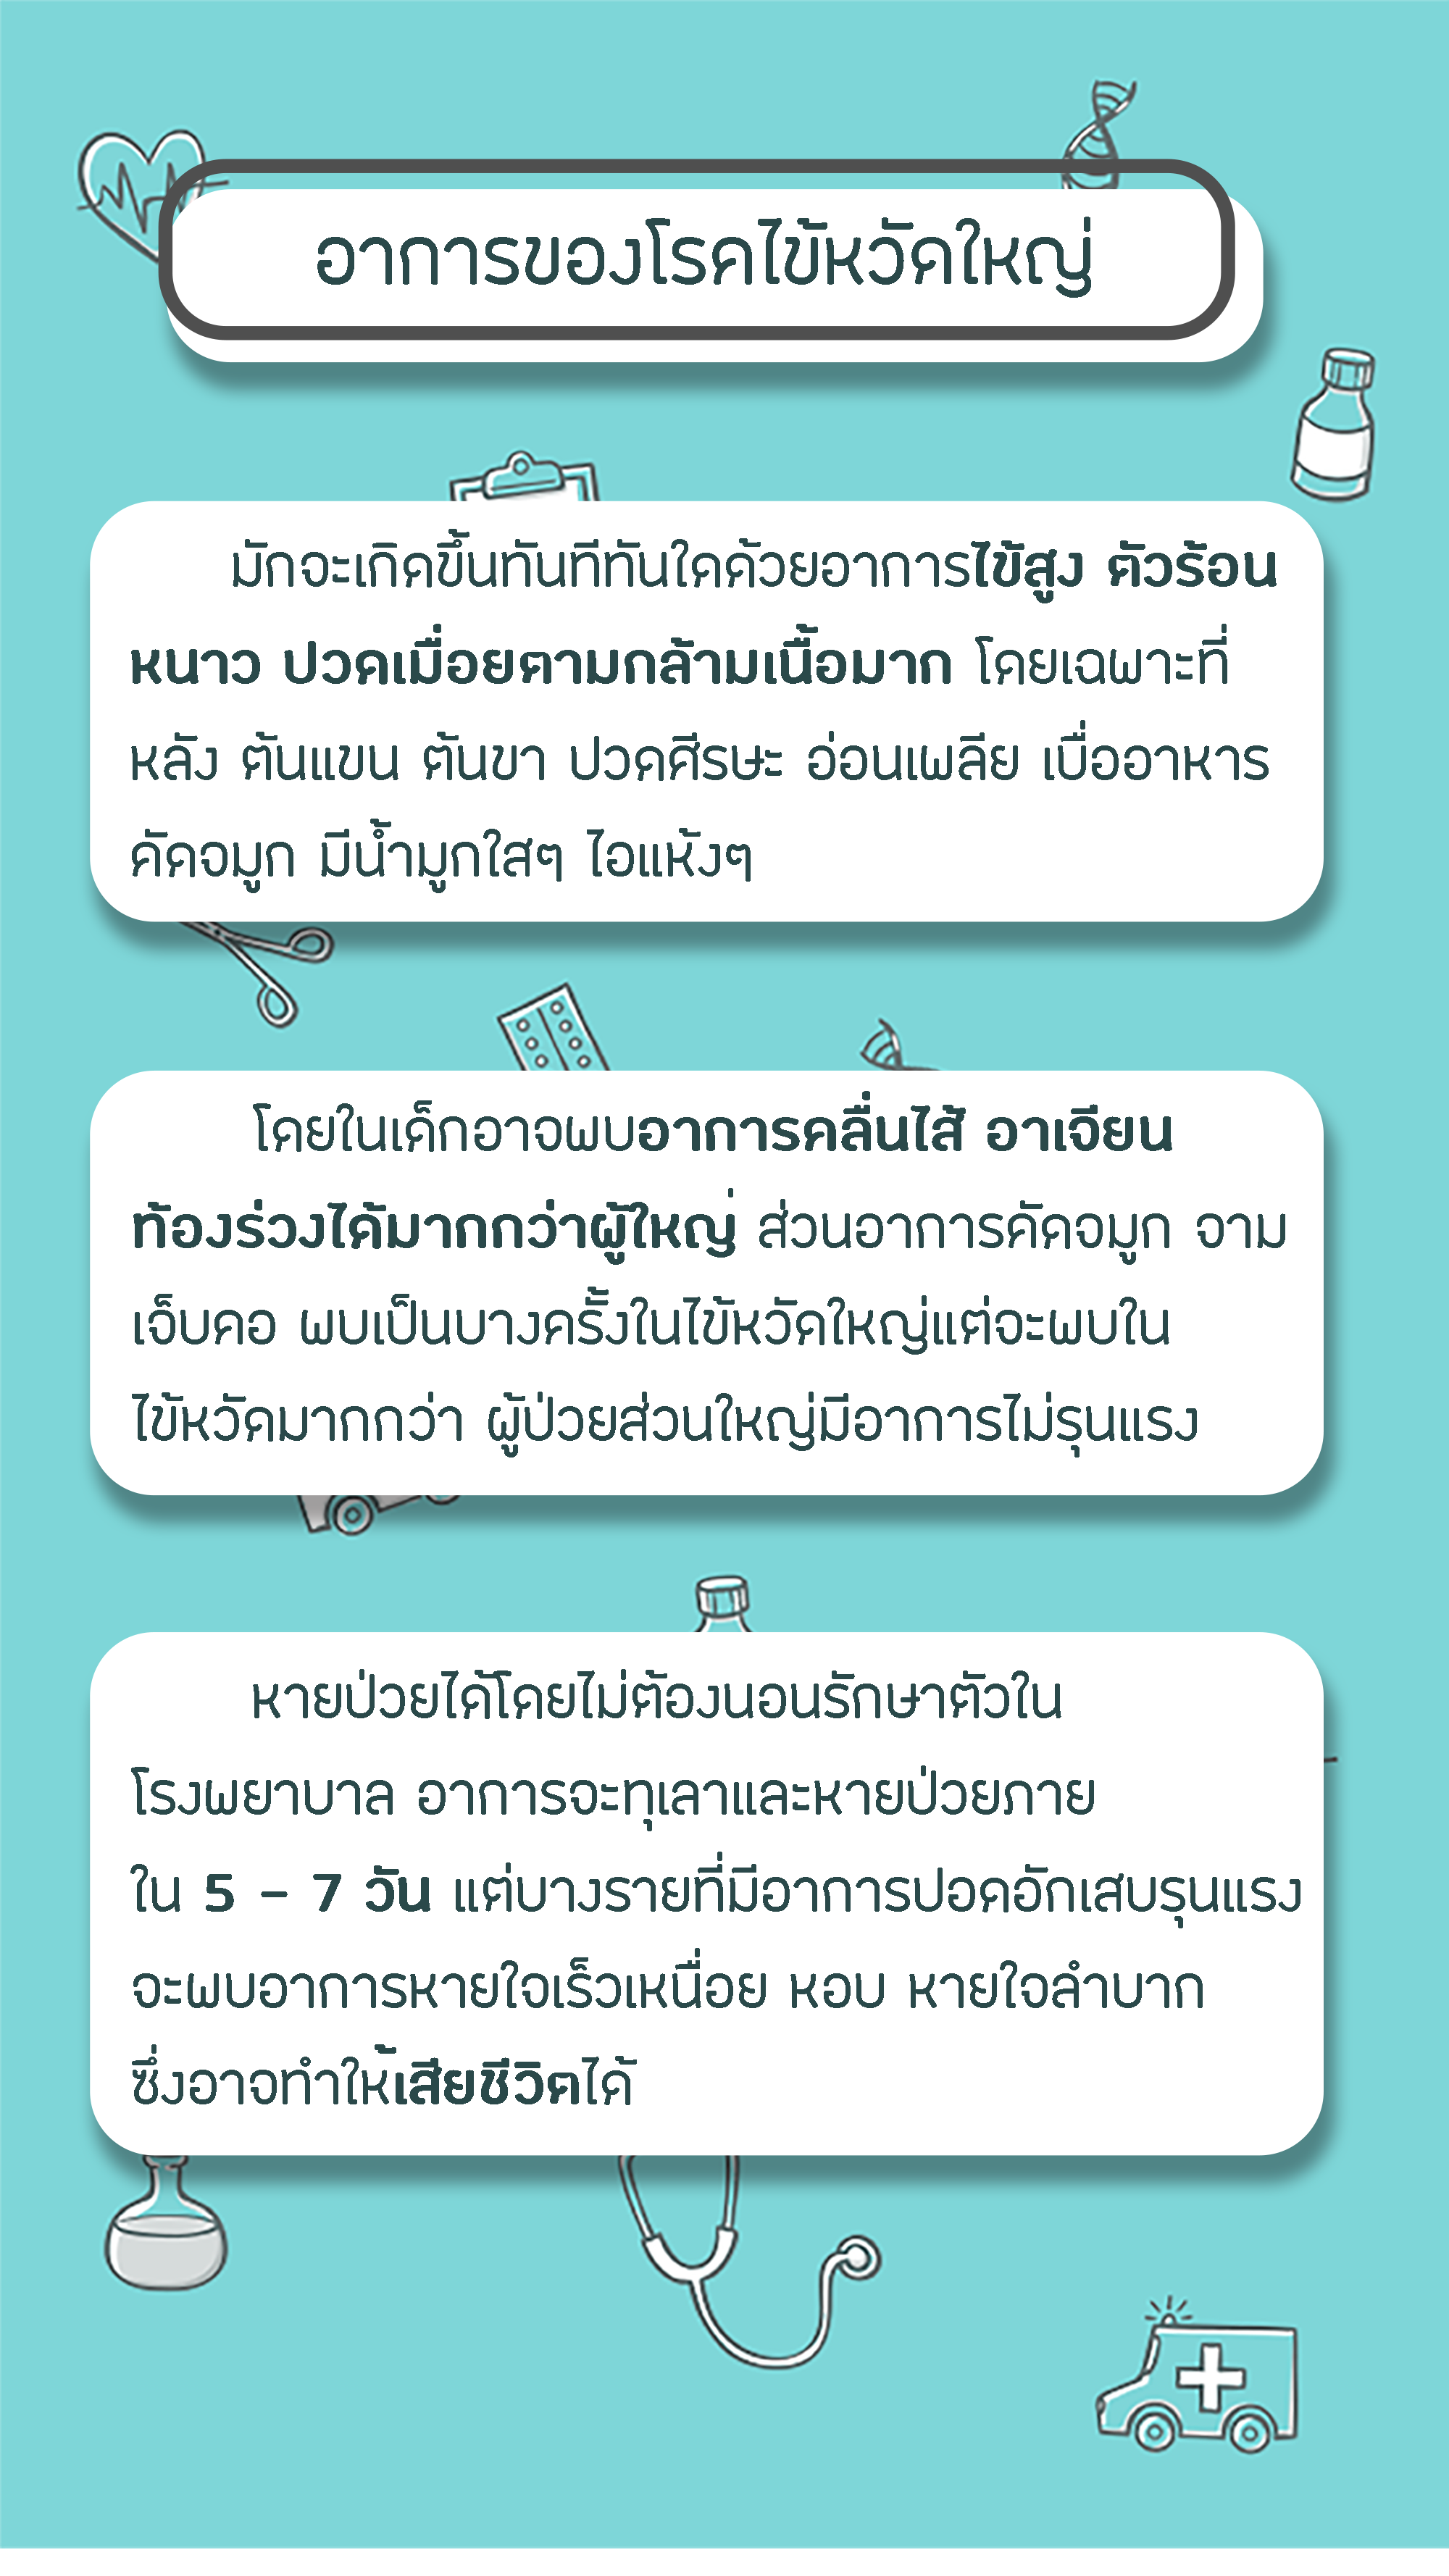 อาการของโรคไข้หวัดใหญ่
มักจะเกิดขึ้นทันทีทันใดด้วยอาการไข้สูง ตัวร้อน
หนาว ปวดเมื่อยตามกล้ามเนื้อมาก โดยเฉพาะที่
หลัง ต้นแขน ต้นขา ปวดศีรษะ อ่อนเพลีย เบื่ออาหาร
คัดจมูก มีน้ำมูกใสๆ ไอแห้งๆ
โดยในเด็กอาจพบอาการคลื่นไส้ อาเจียน
ท้องร่วงได้มากกว่าผู้ใหญ่ ส่วนอาการคัดจมูก จาม
เจ็บคอ พบเป็นบางครั้งในไข้หวัดใหญ่แต่จะพบใน
ไข้หวัดมากกว่า ผู้ป่วยส่วนใหญ่มีอาการไม่รุนแรง
หายป่วยได้โดยไม่ต้องนอนรักษาตัวใน
โรงพยาบาล อาการจะทุเลาและหายป่วยภาย
ใน 5 - 7 วัน แต่บางรายที่มีอาการปอดอักเสบรุนแรง
จะพบอาการหายใจเร็วเหนื่อย หอบ หายใจลำบาก
ซึ่งอาจทำให้เสียชีวิตได้